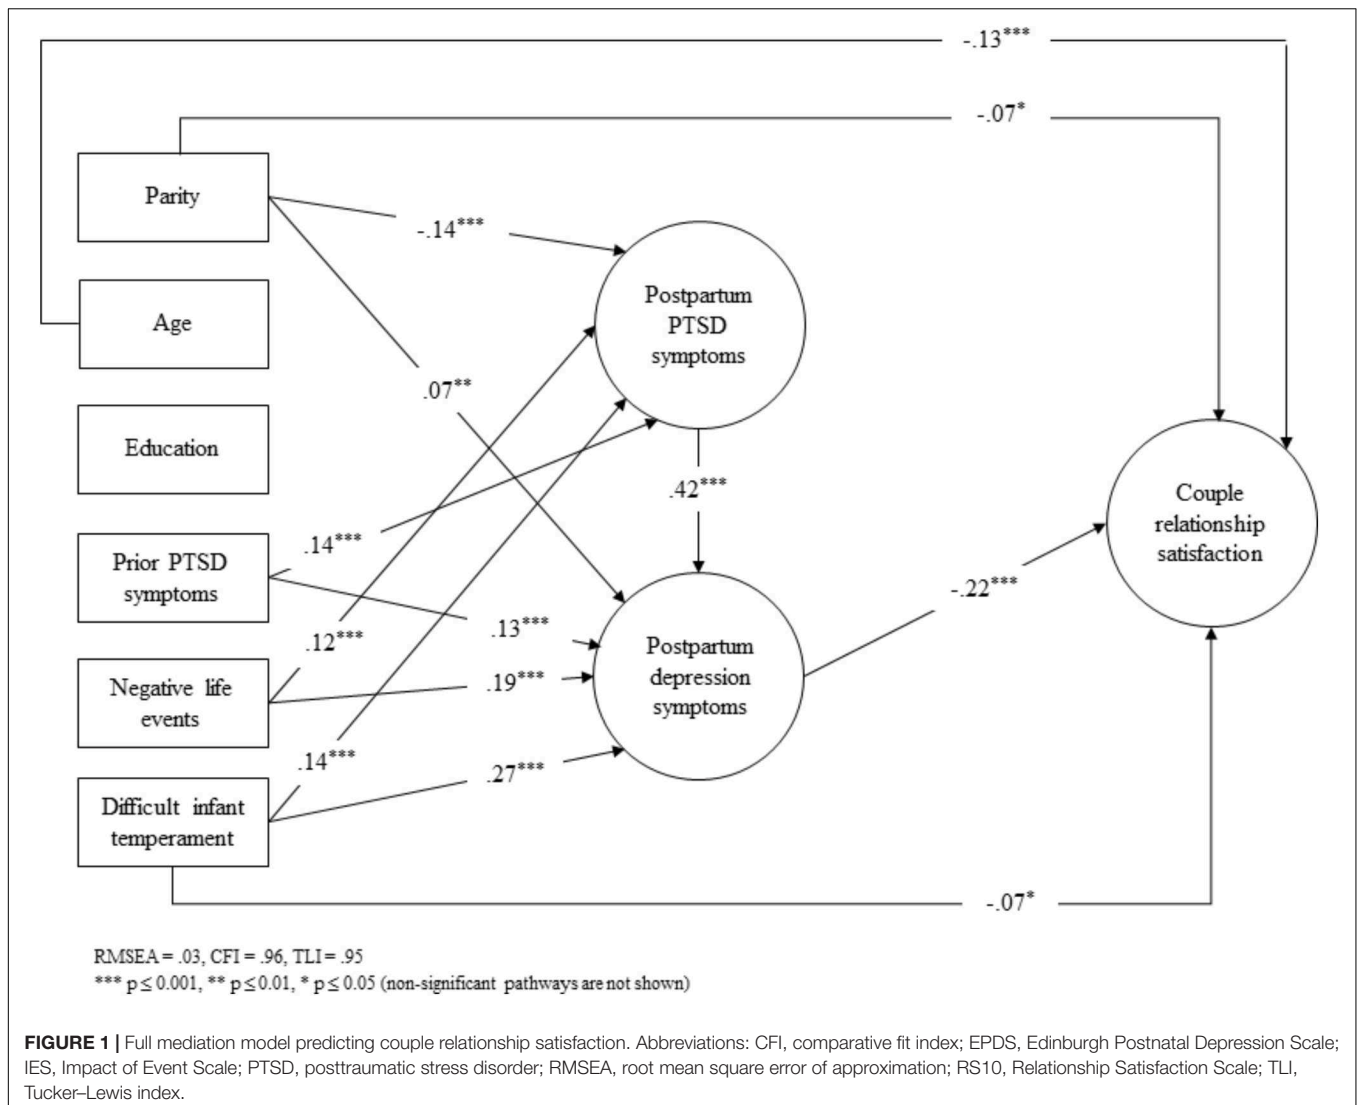 -.13***
-.07*
Parity
-.14***
Postpartum
PTSD
symptoms
Age
.07**
Education
.42***
Couple
relationship
satisfaction
Prior PTSD
symptoms
.14***
.13***
-.22***
.12***
Postpartum
depression
symptoms
Negative life
events
.19***
.14***
.27***
Difficult infant
temperament
-.07*
RMSEA = .03, CFI = .96, TLI = .95
*** p ≤ 0.001, ** p ≤ 0.01, * p ≤ 0.05 (non-significant pathways are not shown)
FIGURE 1 | Full mediation model predicting couple relationship satisfaction. Abbreviations: CFI, comparative fit index; EPDS, Edinburgh Postnatal Depression Scale;
IES, Impact of Event Scale; PTSD, posttraumatic stress disorder; RMSEA, root mean square error of approximation; RS10, Relationship Satisfaction Scale; TLI,
Tucker–Lewis index.